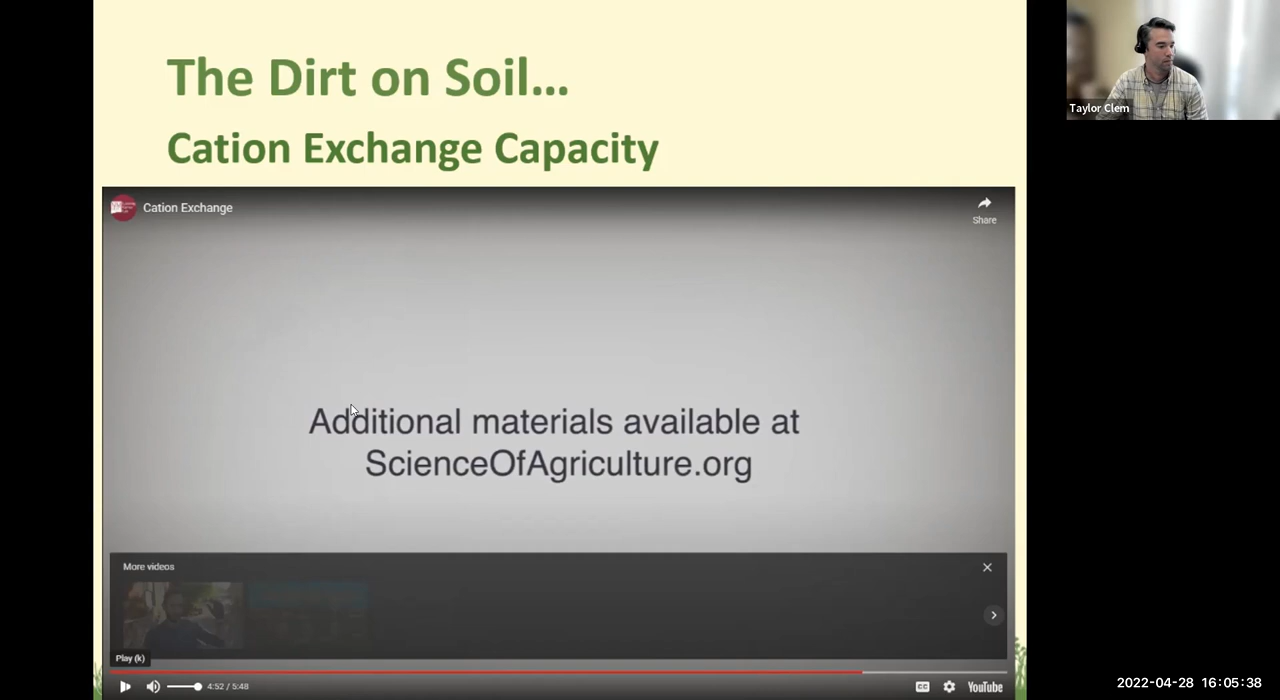 The Dirt on Soil...
Cation Exchange Capacity
Cation Exchange
Share
Additional materials available at
ScienceOfAgriculture.org
More videos
Play (k)
4:52 / 5:48
CC
YouTube
Taylor Clem
2022-04-28 16:05:38